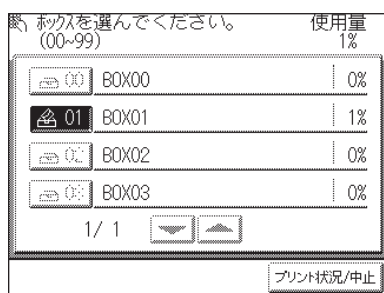 ボックスを選んでください。 使用量
(00~99) 1%
00 BOX00 0%
01 BOX01 1%
02 BOX02 0%
03 BOX03 0%
1/ 1
プリント状況/中止